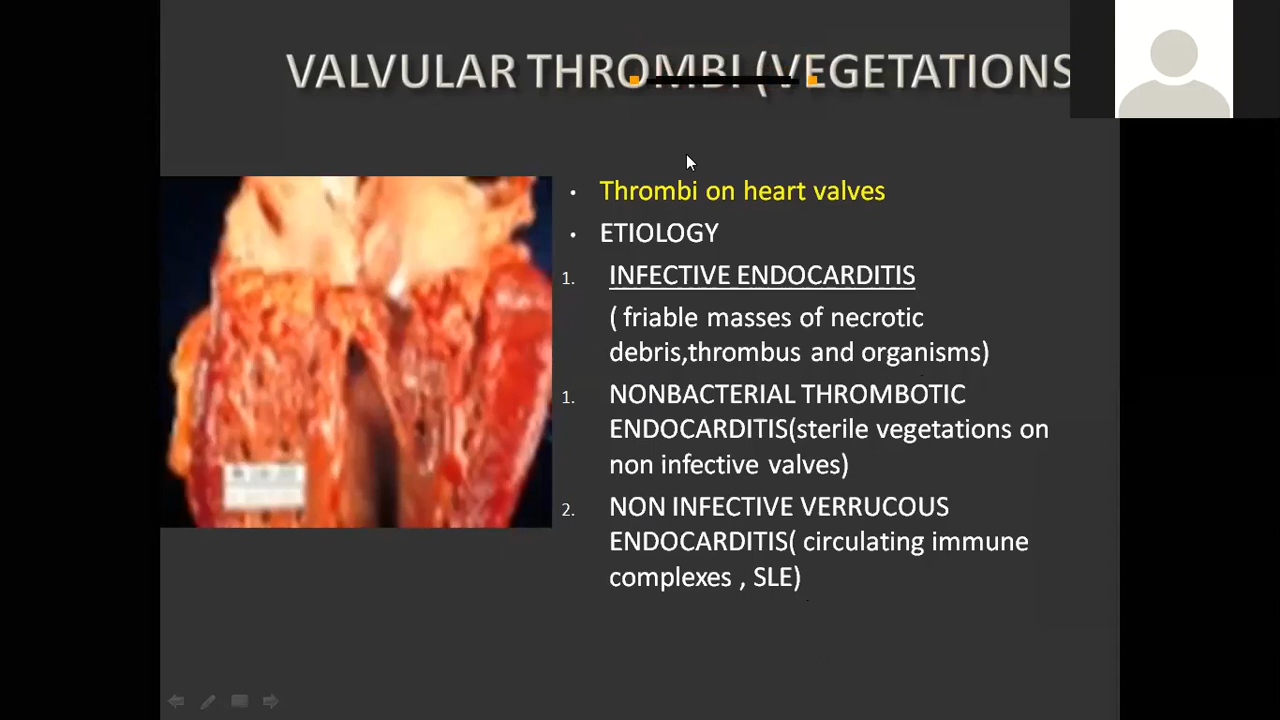 VALVULAR THROMBI (VEGETATIONS
• Thrombi on heart valves
• ETIOLOGY
1. INFECTIVE ENDOCARDITIS
( friable masses of necrotic
debris,thrombus and organisms)
1. NONBACTERIAL THROMBOTIC
ENDOCARDITIS(sterile vegetations on
non infective valves)
2. NON INFECTIVE VERRUCOUS
ENDOCARDITIS( circulating immune
complexes , SLE)